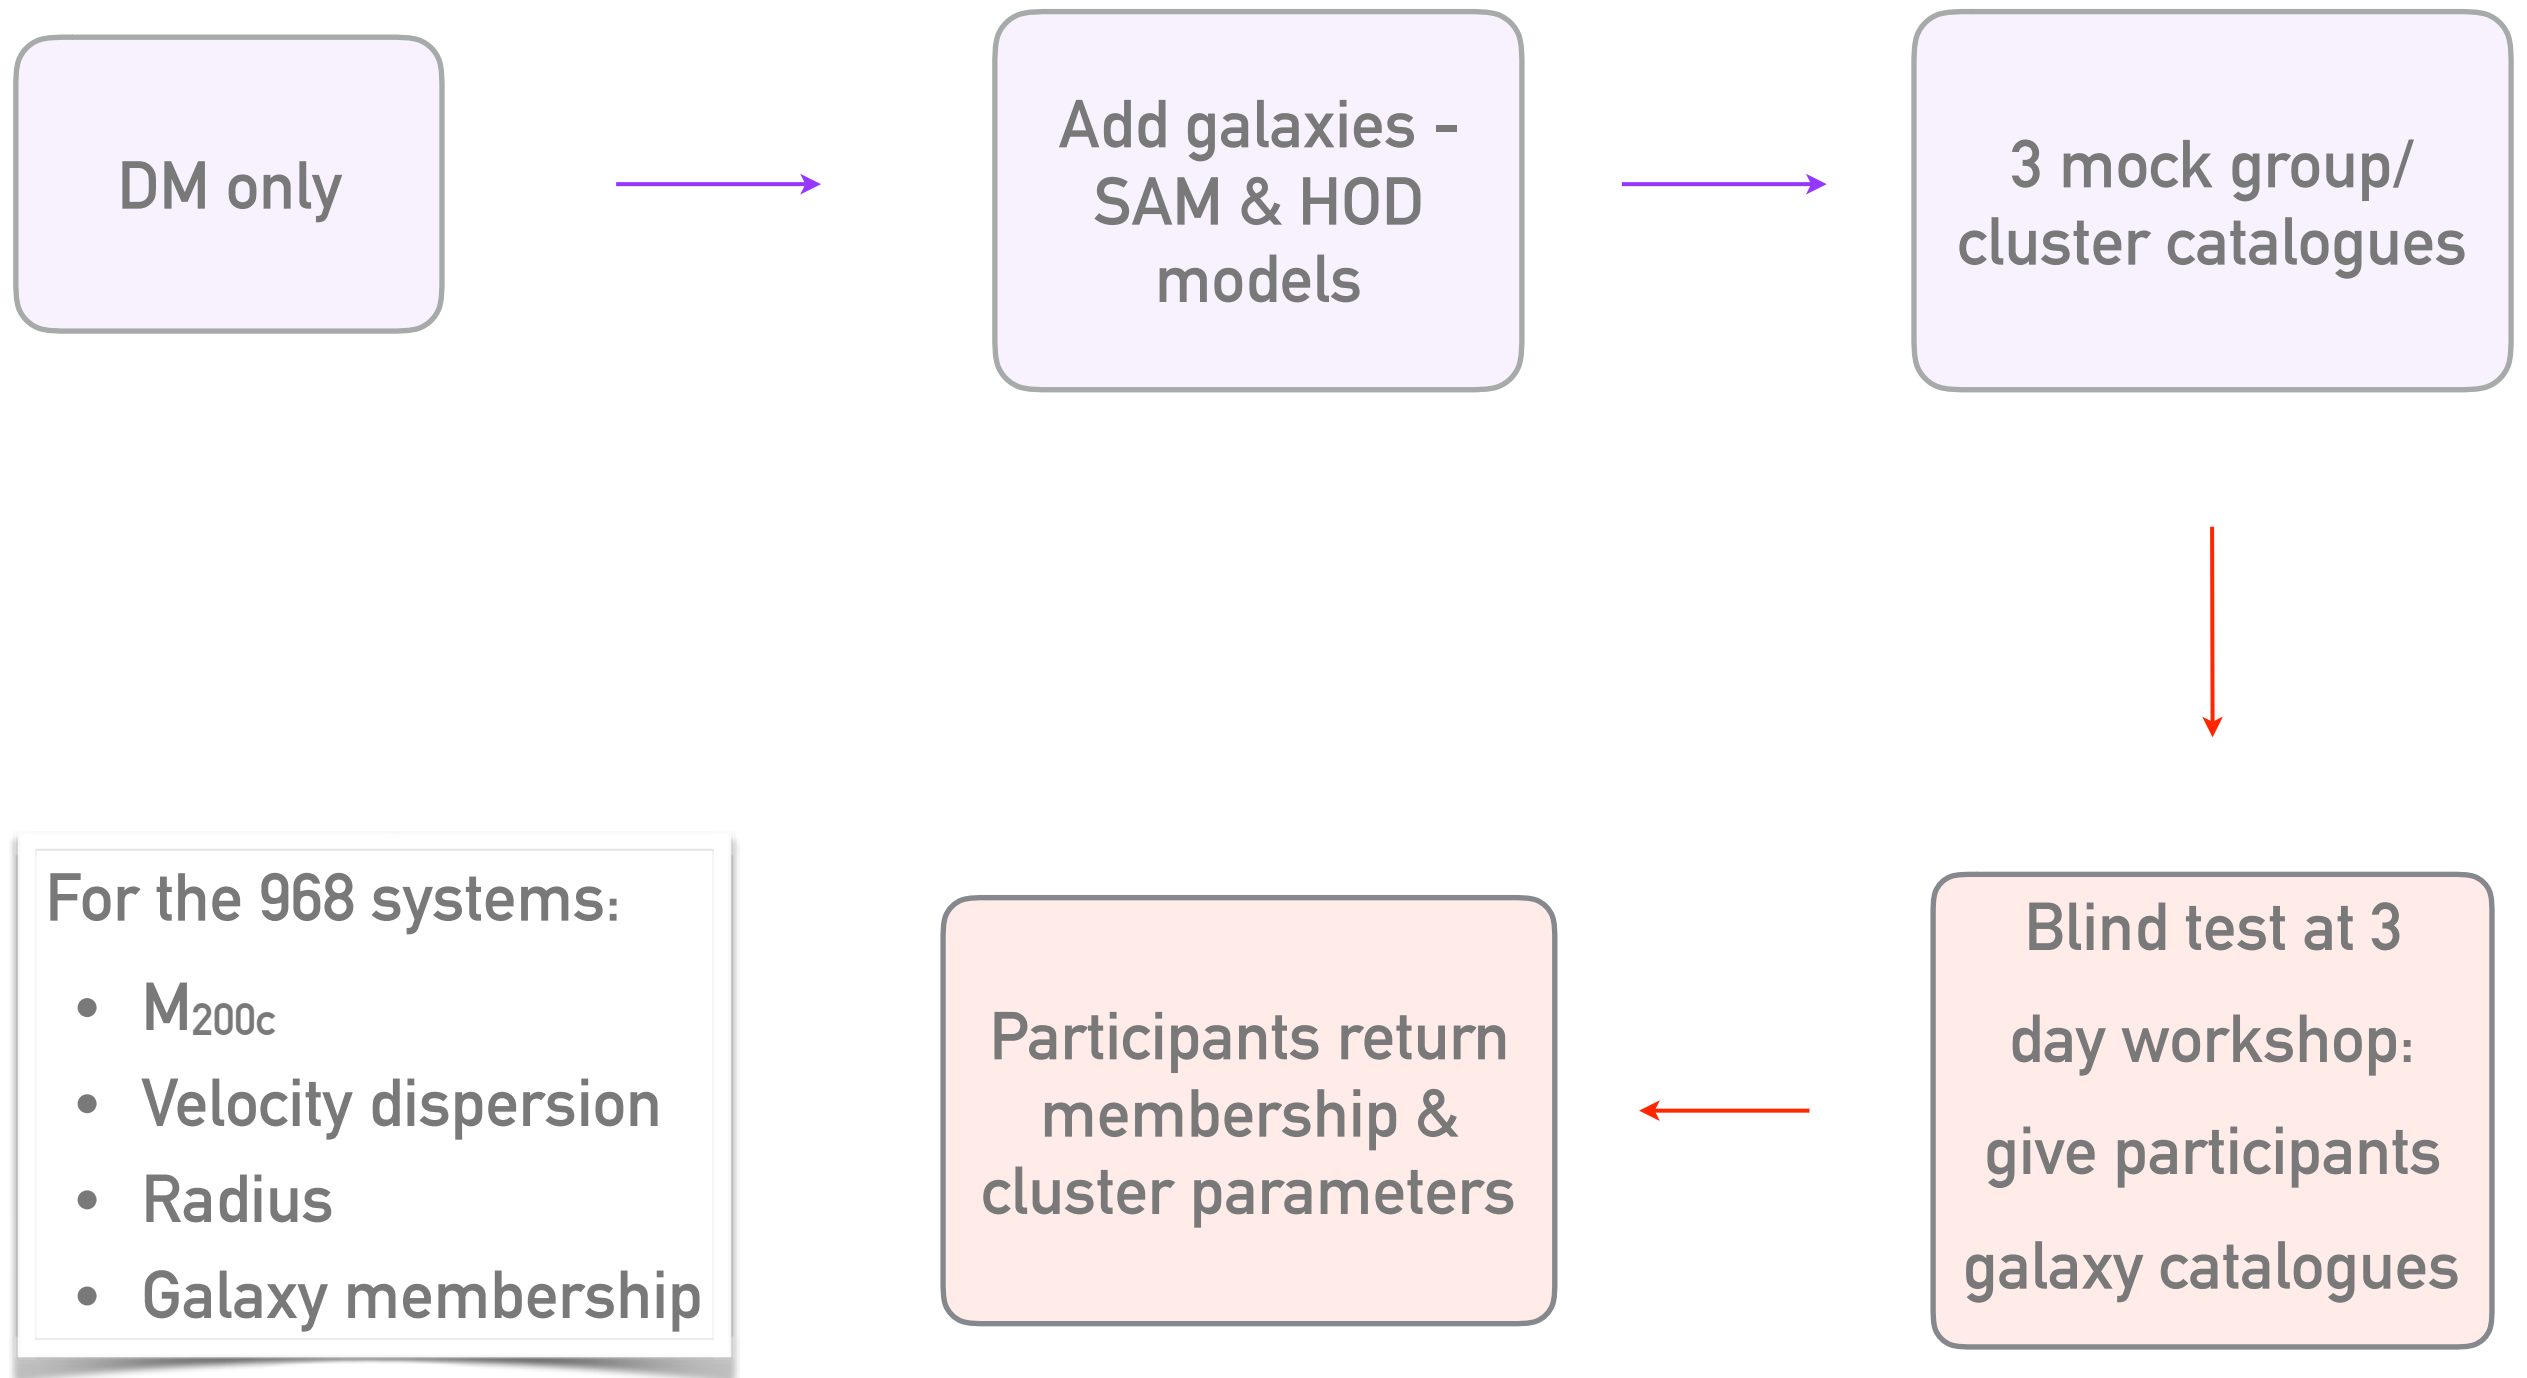 DM only
Add galaxies -
SAM & HOD
models
3 mock group/
cluster catalogues
Blind test at 3
day workshop:
give participants
galaxy catalogues
Participants return
membership &
cluster parameters
For the 968 systems:
• M200c
• Velocity dispersion
• Radius
• Galaxy membership